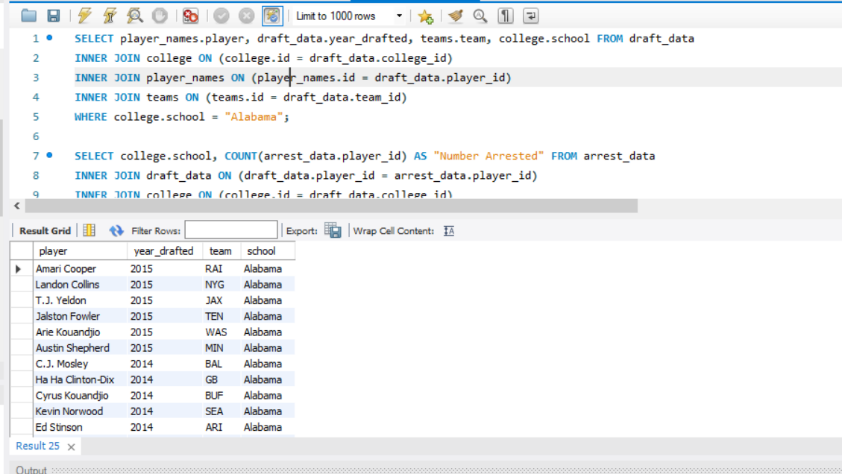 Limit to 1000 rows
1 SELECT player_names.player, draft_data.year_drafted, teams.team, college.school FROM draft_data
2 INNER JOIN college ON (college.id = draft_data.college_id)
3 INNER JOIN player_names ON (player_names.id = draft_data.player_id)
4 INNER JOIN teams ON (teams.id = draft_data.team_id)
5 WHERE college.school = "Alabama";
6
7 SELECT college.school, COUNT(arrest_data.player_id) AS "Number Arrested" FROM arrest_data
8 INNER JOIN draft_data ON (draft_data.player_id = arrest_data.player_id)
9 INNER JOIN college ON (college.id = draft_data.college_id)
Result Grid Filter Rows: Export: Wrap Cell Content:
player year_drafted team school
Amari Cooper 2015 RAI Alabama
Landon Collins 2015 NYG Alabama
T.J. Yeldon 2015 JAX Alabama
Jalston Fowler 2015 TEN Alabama
Arie Kouandjio 2015 WAS Alabama
Austin Shepherd 2015 MIN Alabama
C.J. Mosley 2014 BAL Alabama
Ha Ha Clinton-Dix 2014 GB Alabama
Cyrus Kouandjio 2014 BUF Alabama
Kevin Norwood 2014 SEA Alabama
Ed Stinson 2014 ARI Alabama
Result 25
Output